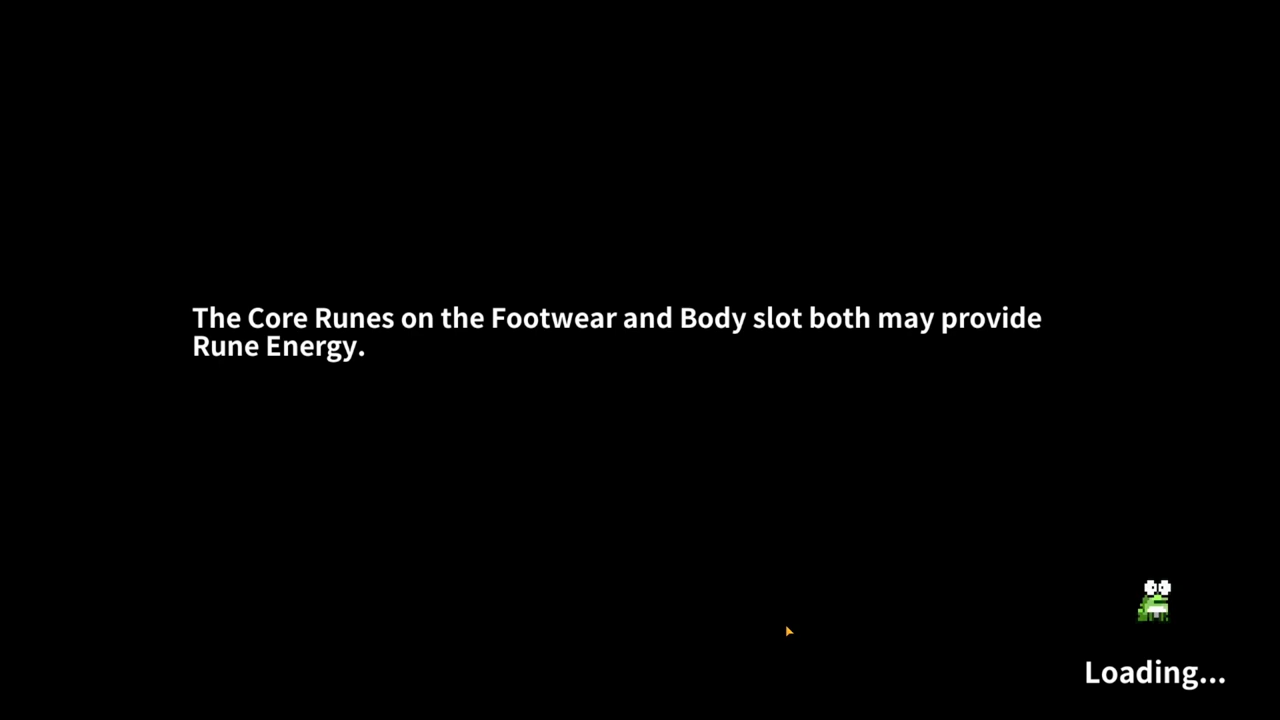 The Core Runes on the Footwear and Body slot both may provide
Rune Energy.
Loading...